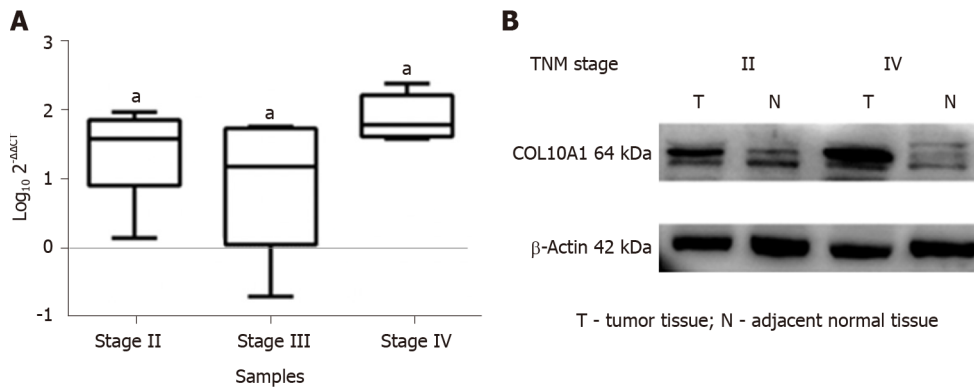 A
3
2
1
0
-1
Log₁₀ 2⁻ΔΔCT
a
a
a
Stage II
Stage III
Stage IV
Samples
B
TNM stage II IV
T N T N
COL10A1 64 kDa
β-Actin 42 kDa
T - tumor tissue; N - adjacent normal tissue